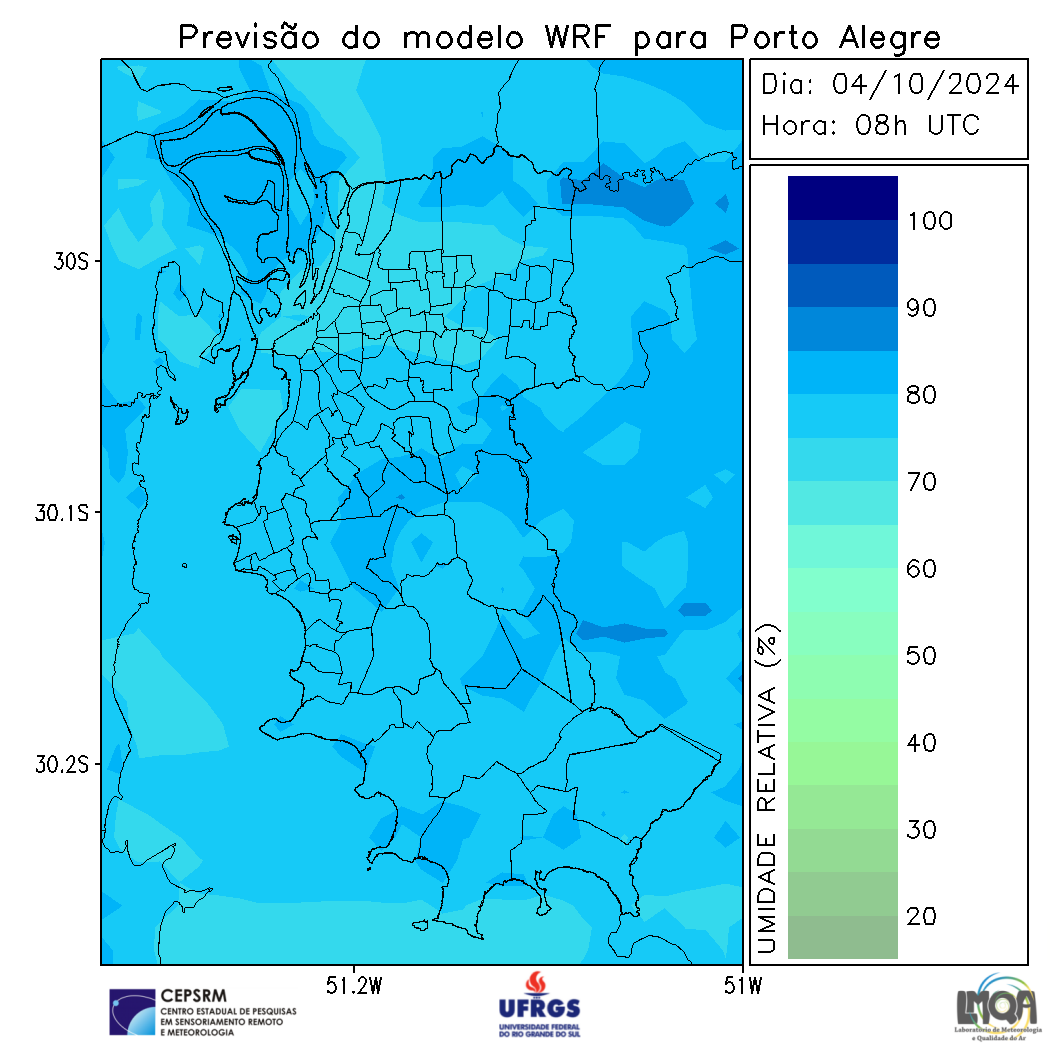 Previsão do modelo WRF para Porto Alegre
Dia: 04/10/2024
Hora: 08h UTC
100
90
80
70
60
50
40
30
20
UMIDADE RELATIVA (%)
30S
30.1S
30.2S
51.2W
51W
CEPSRM
CENTRO ESTADUAL DE PESQUISAS
EM SENSORIAMENTO REMOTO
E METEOROLOGIA
UFRGS
UNIVERSIDADE FEDERAL
DO RIO GRANDE DO SUL
LMQA
Laboratório de Meteorologia
e Qualidade do Ar